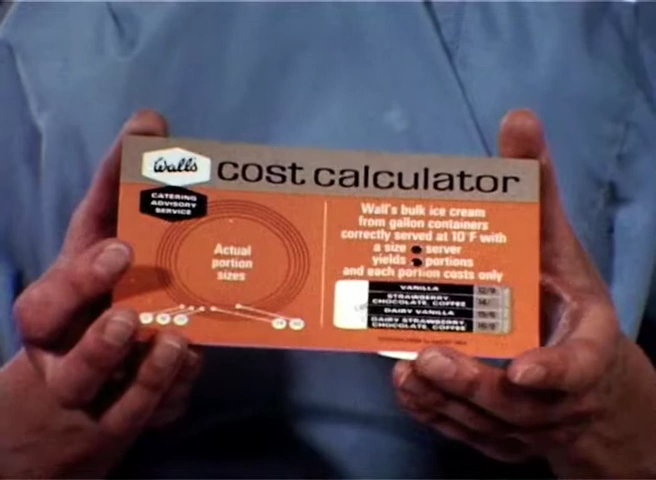 Walls
cost calculator
CATERING
ADVISORY
SERVICE
Actual
portion
sizes
Wall's bulk ice cream
from gallon containers
correctly served at 10°F with
a size server
yields portions
and each portion costs only
VANILLA
STRAWBERRY,
CHOCOLATE, COFFEE
DAIRY VANILLA
DAIRY STRAWBERRY
CHOCOLATE, COFFEE